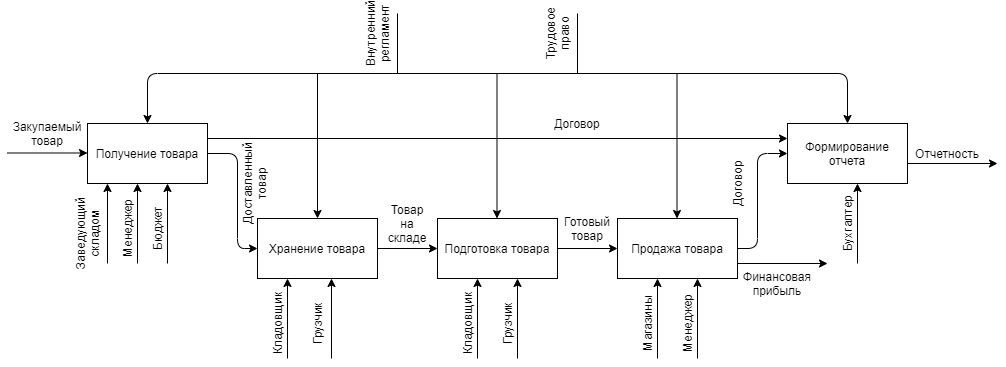 Внутренний
регламент
Трудовое
право
Закупаемый
товар
Получение товара
Договор
Формирование
отчета
Отчетность
Доставленный
товар
Заведующий
складом
Менеджер
Бюджет
Хранение товара
Товар
на
складе
Подготовка товара
Готовый
товар
Продажа товара
Договор
Бухгалтер
Финансовая
прибыль
Кладовщик
Грузчик
Кладовщик
Грузчик
Магазины
Менеджер